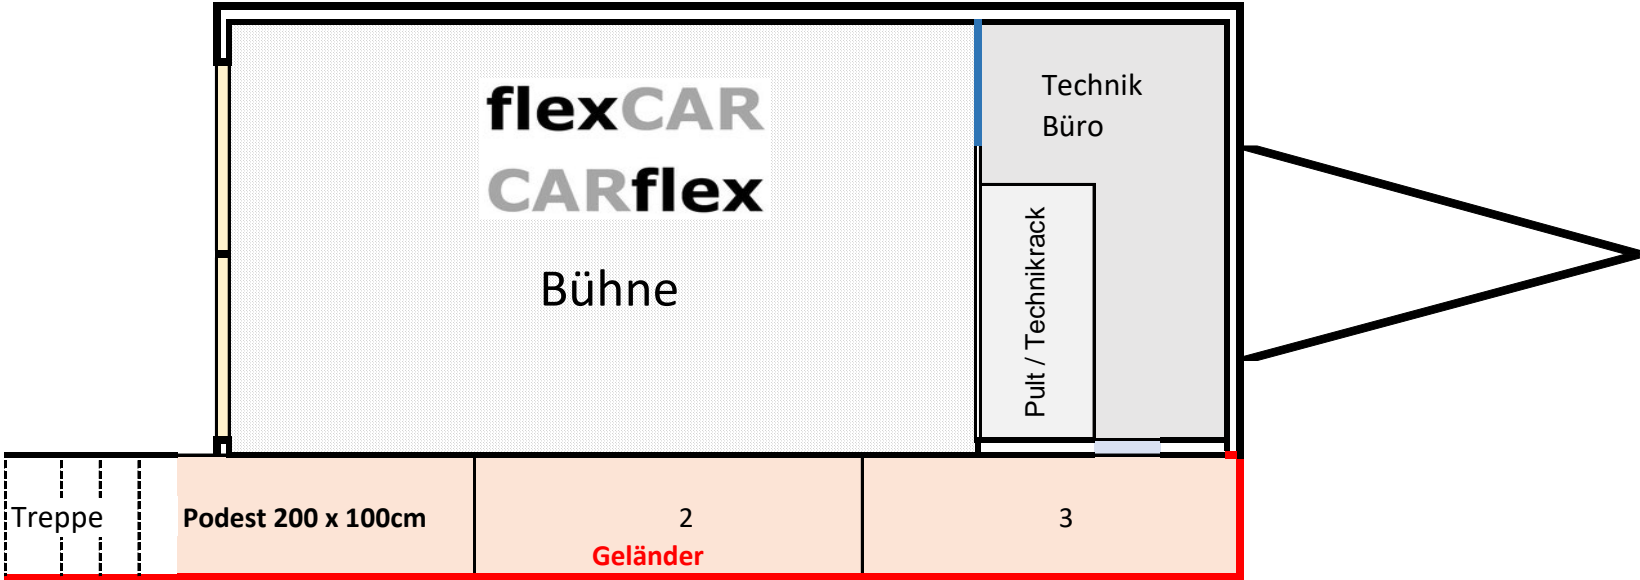 flexCAR
CARflex
Bühne
Technik
Büro
Pult / Technikrack
Treppe
Podest 200 x 100cm
2
3
Geländer